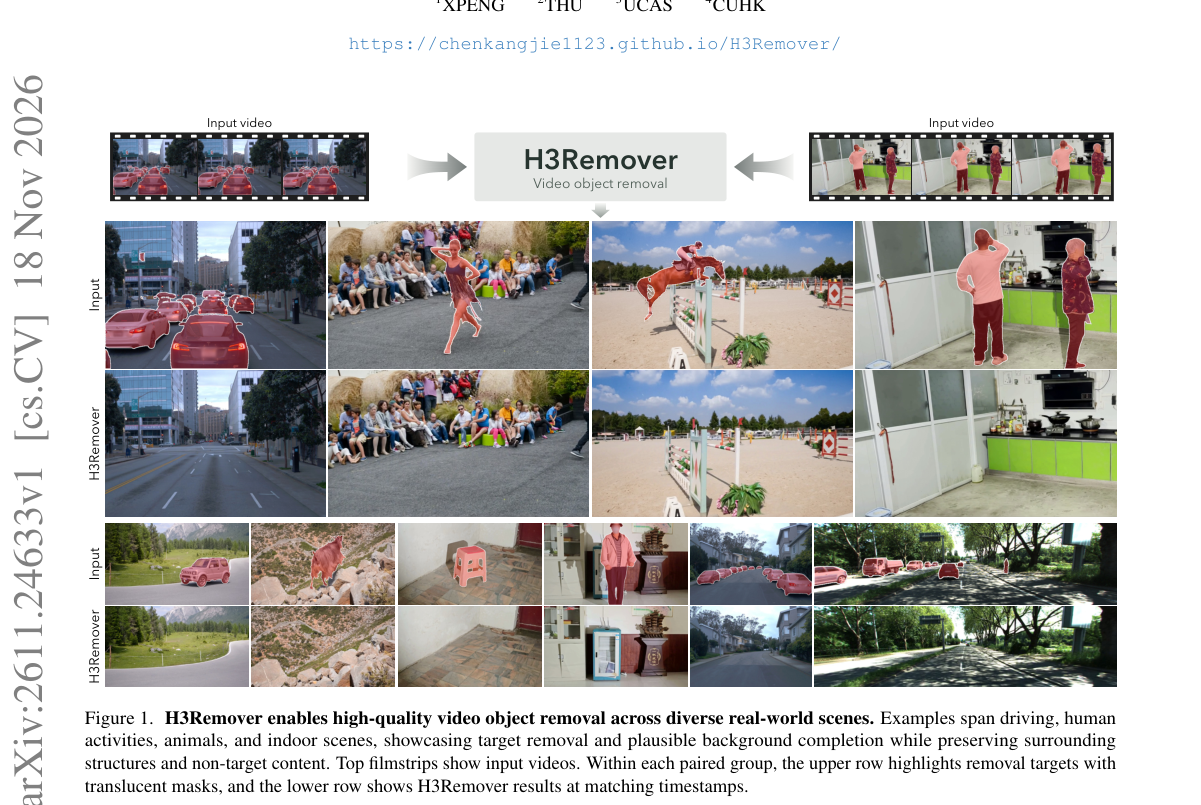 ¹XPENG ²THU ³UCAS ⁴CUHK
https://chenkangjie1123.github.io/H3Remover/
arXiv:2611.24633v1 [cs.CV] 18 Nov 2026
Input video
H3Remover
Video object removal
Input video
Input
H3Remover
Input
H3Remover
Figure 1. H3Remover enables high-quality video object removal across diverse real-world scenes. Examples span driving, human
activities, animals, and indoor scenes, showcasing target removal and plausible background completion while preserving surrounding
structures and non-target content. Top filmstrips show input videos. Within each paired group, the upper row highlights removal targets with
translucent masks, and the lower row shows H3Remover results at matching timestamps.